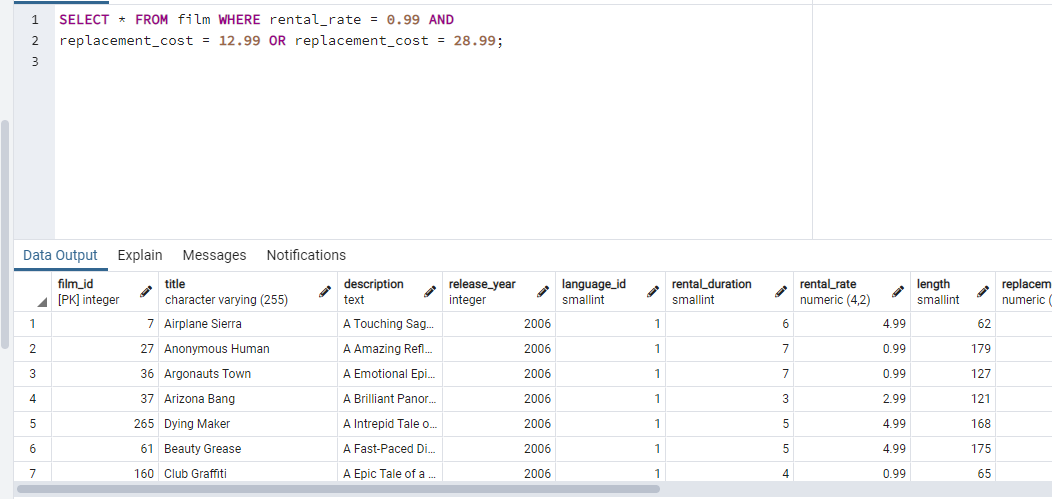 1 SELECT * FROM film WHERE rental_rate = 0.99 AND
2 replacement_cost = 12.99 OR replacement_cost = 28.99;
3
Data Output Explain Messages Notifications
film_id title description release_year language_id rental_duration rental_rate length replacem
[PK] integer character varying (255) text integer smallint smallint numeric (4,2) smallint numeric (
1 7 Airplane Sierra A Touching Sag... 2006 1 6 4.99 62
2 27 Anonymous Human A Amazing Refl... 2006 1 7 0.99 179
3 36 Argonauts Town A Emotional Epi... 2006 1 7 0.99 127
4 37 Arizona Bang A Brilliant Panor... 2006 1 3 2.99 121
5 265 Dying Maker A Intrepid Tale o... 2006 1 5 4.99 168
6 61 Beauty Grease A Fast-Paced Di... 2006 1 5 4.99 175
7 160 Club Graffiti A Epic Tale of a ... 2006 1 4 0.99 65